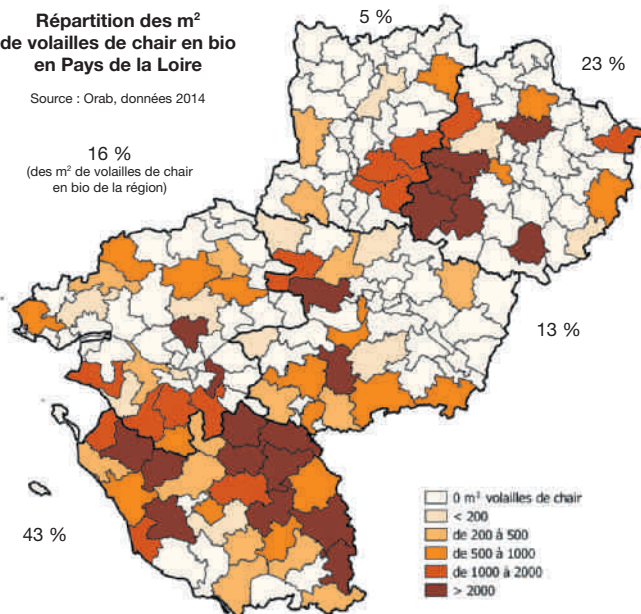 Répartition des m²
de volailles de chair en bio
en Pays de la Loire
Source : Orab, données 2014
5 %
23 %
16 %
(des m² de volailles de chair
en bio de la région)
13 %
43 %
0 m² volailles de chair
< 200
de 200 à 500
de 500 à 1000
de 1000 à 2000
> 2000